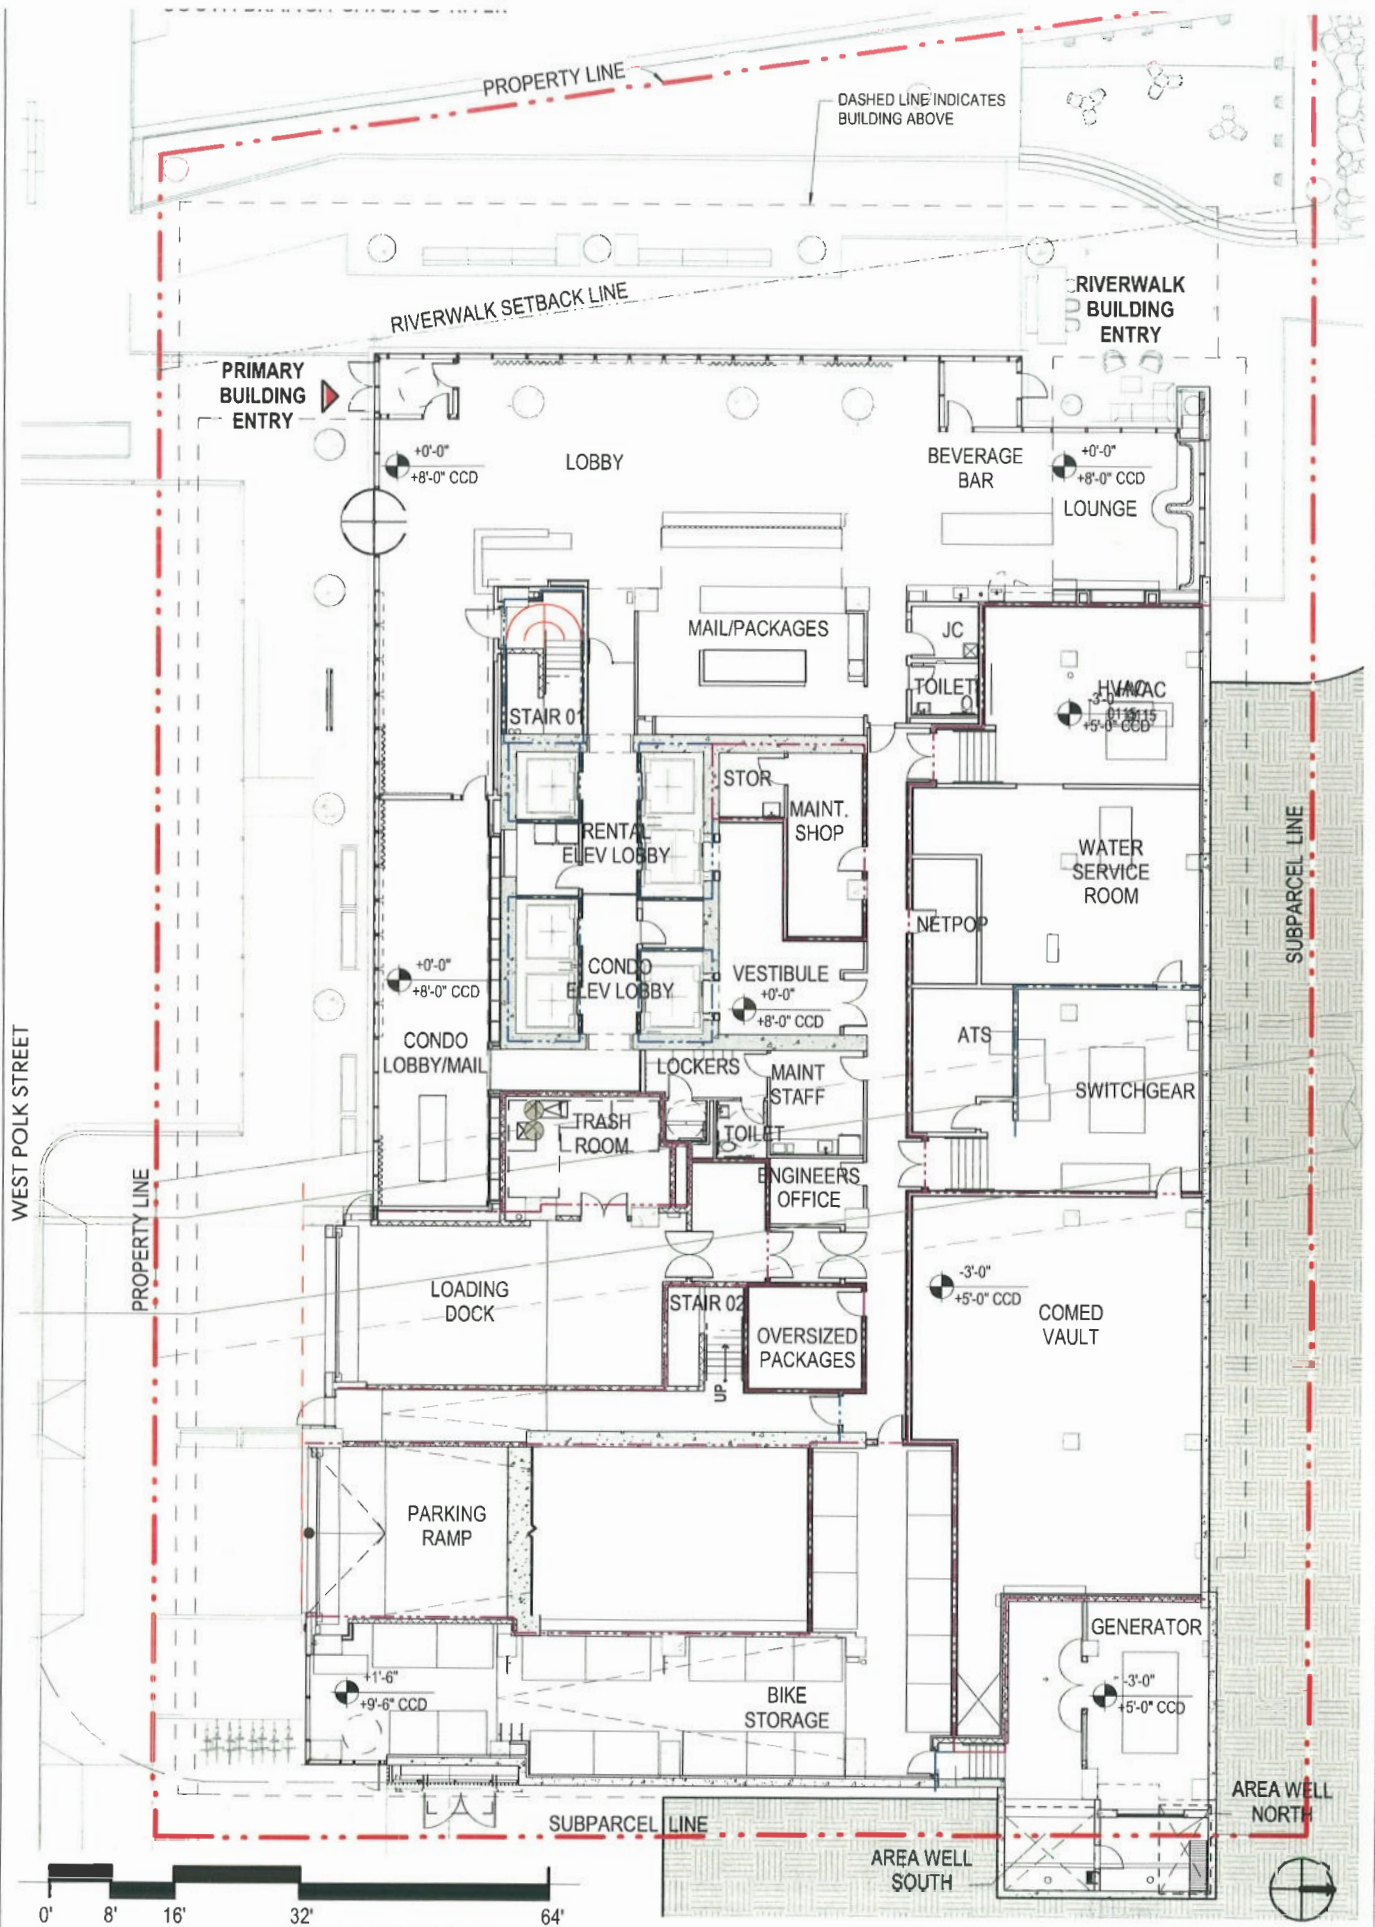 PROPERTY LINE
DASHED LINE INDICATES
BUILDING ABOVE
RIVERWALK SETBACK LINE
RIVERWALK
BUILDING
ENTRY
PRIMARY
BUILDING
ENTRY
+0'-0"
+8'-0" CCD
LOBBY
BEVERAGE
BAR
+0'-0"
+8'-0" CCD
LOUNGE
MAIL/PACKAGES
JC
TOILET
STAIR 01
HVAC
-3'-0"
+5'-0" CCD
STOR
MAINT.
SHOP
RENTAL
ELEV LOBBY
WATER
SERVICE
ROOM
NETPOP
SUBPARCEL LINE
+0'-0"
+8'-0" CCD
CONDO
ELEV LOBBY
VESTIBULE
+0'-0"
+8'-0" CCD
CONDO
LOBBY/MAIL
ATS
LOCKERS
MAINT
STAFF
SWITCHGEAR
WEST POLK STREET
TRASH
ROOM
TOILET
ENGINEERS
OFFICE
PROPERTY LINE
LOADING
DOCK
STAIR 02
UP
OVERSIZED
PACKAGES
-3'-0"
+5'-0" CCD
COMED
VAULT
PARKING
RAMP
GENERATOR
-3'-0"
+5'-0" CCD
+1'-6"
+9'-6" CCD
BIKE
STORAGE
AREA WELL
NORTH
SUBPARCEL LINE
AREA WELL
SOUTH
0' 8' 16' 32' 64'